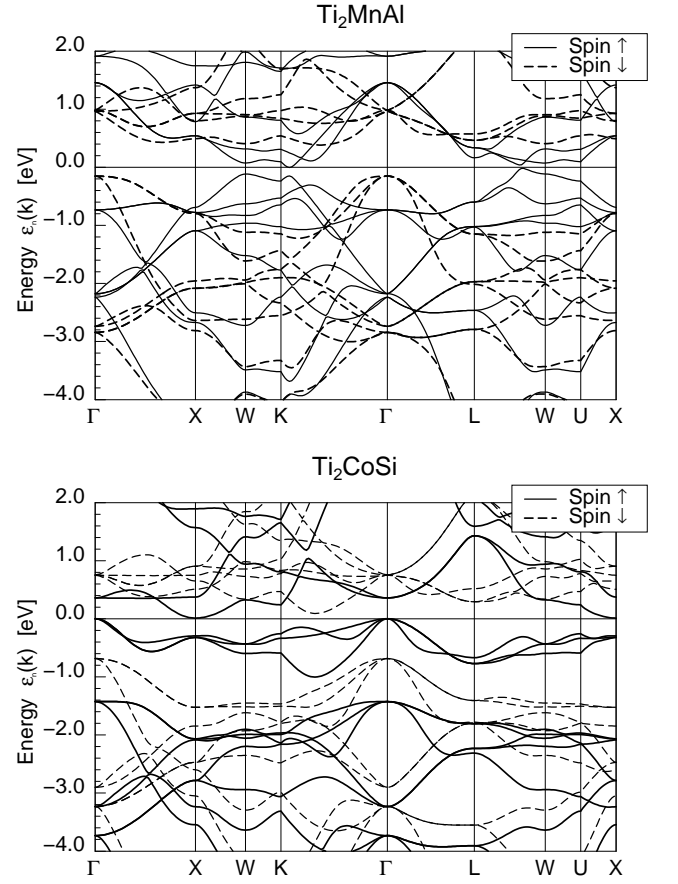 Ti₂MnAl
Spin ↑
Spin ↓
2.0
1.0
0.0
−1.0
−2.0
−3.0
−4.0
Energy εₙ(k) [eV]
Γ X W K Γ L W U X
Ti₂CoSi
Spin ↑
Spin ↓
2.0
1.0
0.0
−1.0
−2.0
−3.0
−4.0
Energy εₙ(k) [eV]
Γ X W K Γ L W U X